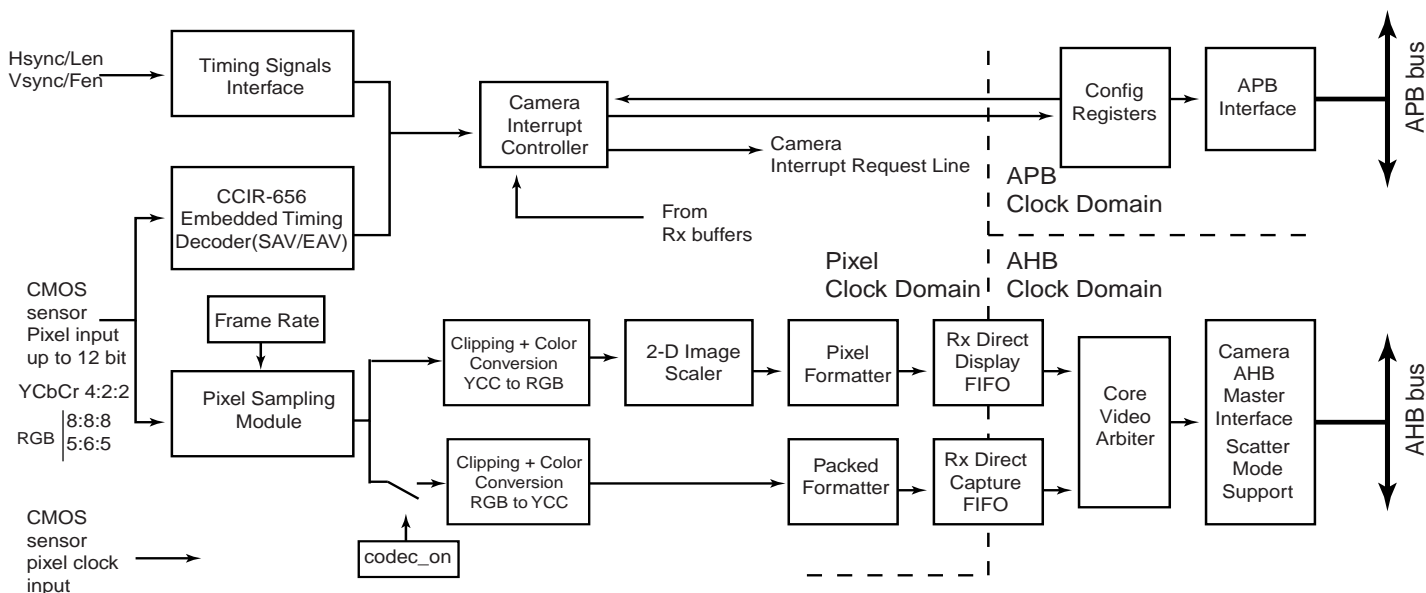 Hsync/Len
Vsync/Fen
Timing Signals
Interface
CCIR-656
Embedded Timing
Decoder(SAV/EAV)
Camera
Interrupt
Controller
Camera
Interrupt Request Line
From
Rx buffers
Config
Registers
APB
Interface
APB bus
APB
Clock Domain
Pixel
Clock Domain
AHB
Clock Domain
CMOS
sensor
Pixel input
up to 12 bit
YCbCr 4:2:2
RGB
8:8:8
5:6:5
Frame Rate
Pixel Sampling
Module
Clipping + Color
Conversion
YCC to RGB
2-D Image
Scaler
Pixel
Formatter
Rx Direct
Display
FIFO
Clipping + Color
Conversion
RGB to YCC
Packed
Formatter
Rx Direct
Capture
FIFO
Core
Video
Arbiter
Camera
AHB
Master
Interface
Scatter
Mode
Support
AHB bus
codec_on
CMOS
sensor
pixel clock
input